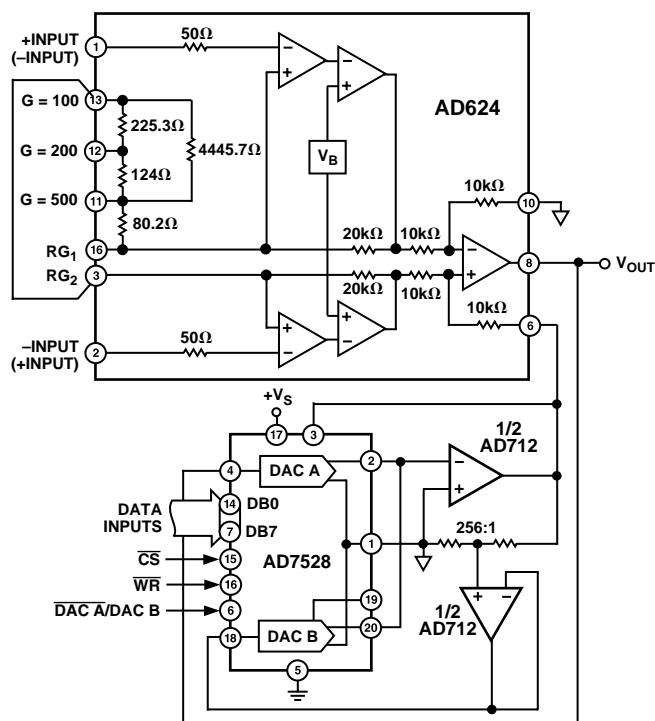 +INPUT
(–INPUT)
1
50Ω
–
+
–
+
AD624
G = 100
13
225.3Ω
4445.7Ω
G = 200
12
124Ω
VB
G = 500
11
80.2Ω
10kΩ
10
RG1
16
20kΩ
10kΩ
–
+
8
VOUT
RG2
3
20kΩ
10kΩ
10kΩ
6
+
–
+
–
–INPUT
(+INPUT)
2
50Ω
+VS
17
3
1/2
AD712
4
DAC A
2
–
+
DATA
INPUTS
14
DB0
7
DB7
256:1
1
CS
15
AD7528
WR
16
19
DAC A/DAC B
6
20
1/2
AD712
+
–
18
DAC B
5